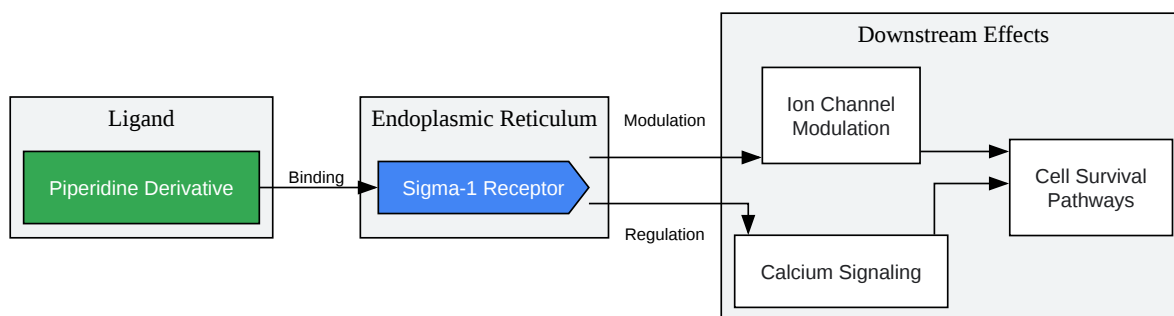 Ligand
Piperidine Derivative
Binding
Endoplasmic Reticulum
Sigma-1 Receptor
Modulation
Regulation
Downstream Effects
Ion Channel
Modulation
Calcium Signaling
Cell Survival
Pathways